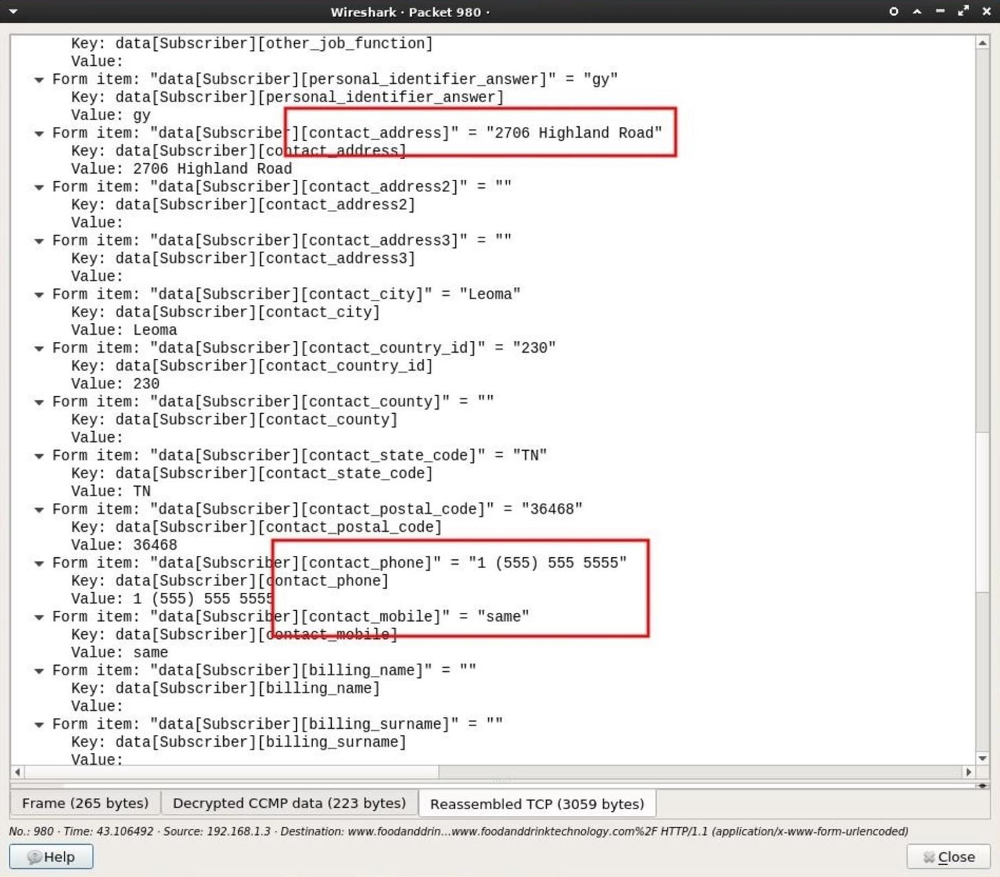 Wireshark · Packet 980 ·
Key: data[Subscriber][other_job_function]
Value:
Form item: "data[Subscriber][personal_identifier_answer]" = "gy"
Key: data[Subscriber][personal_identifier_answer]
Value: gy
Form item: "data[Subscriber][contact_address]" = "2706 Highland Road"
Key: data[Subscriber][contact_address]
Value: 2706 Highland Road
Form item: "data[Subscriber][contact_address2]" = ""
Key: data[Subscriber][contact_address2]
Value:
Form item: "data[Subscriber][contact_address3]" = ""
Key: data[Subscriber][contact_address3]
Value:
Form item: "data[Subscriber][contact_city]" = "Leoma"
Key: data[Subscriber][contact_city]
Value: Leoma
Form item: "data[Subscriber][contact_country_id]" = "230"
Key: data[Subscriber][contact_country_id]
Value: 230
Form item: "data[Subscriber][contact_county]" = ""
Key: data[Subscriber][contact_county]
Value:
Form item: "data[Subscriber][contact_state_code]" = "TN"
Key: data[Subscriber][contact_state_code]
Value: TN
Form item: "data[Subscriber][contact_postal_code]" = "36468"
Key: data[Subscriber][contact_postal_code]
Value: 36468
Form item: "data[Subscriber][contact_phone]" = "1 (555) 555 5555"
Key: data[Subscriber][contact_phone]
Value: 1 (555) 555 5555
Form item: "data[Subscriber][contact_mobile]" = "same"
Key: data[Subscriber][contact_mobile]
Value: same
Form item: "data[Subscriber][billing_name]" = ""
Key: data[Subscriber][billing_name]
Value:
Form item: "data[Subscriber][billing_surname]" = ""
Key: data[Subscriber][billing_surname]
Value:
Frame (265 bytes) Decrypted CCMP data (223 bytes) Reassembled TCP (3059 bytes)
No.: 980 · Time: 43.106492 · Source: 192.168.1.3 · Destination: www.foodanddrin...www.foodanddrinktechnology.com%2F HTTP/1.1 (application/x-www-form-urlencoded)
Help Close